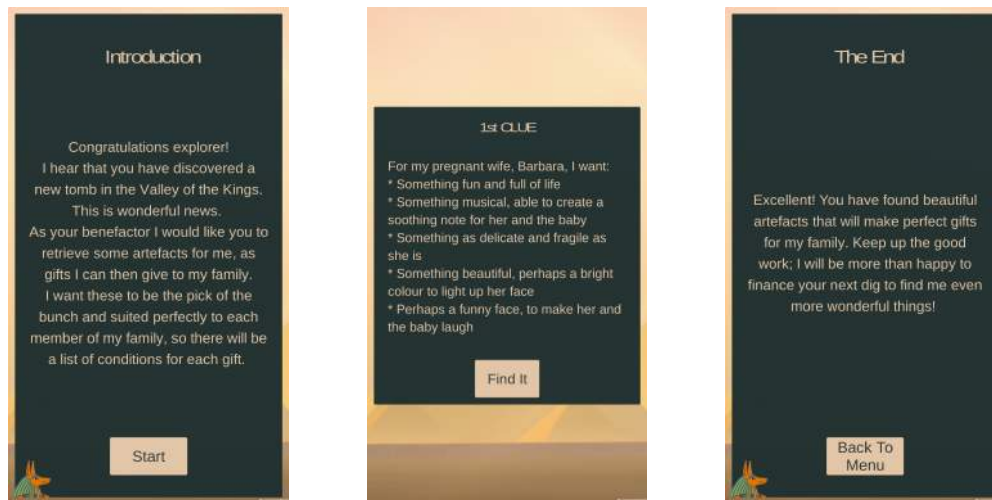 Introduction
Congratulations explorer!
I hear that you have discovered a
new tomb in the Valley of the Kings.
This is wonderful news.
As your benefactor I would like you to
retrieve some artefacts for me, as
gifts I can then give to my family.
I want these to be the pick of the
bunch and suited perfectly to each
member of my family, so there will be
a list of conditions for each gift.
Start
1st CLUE
For my pregnant wife, Barbara, I want:
* Something fun and full of life
* Something musical, able to create a
soothing note for her and the baby
* Something as delicate and fragile as
she is
* Something beautiful, perhaps a bright
colour to light up her face
* Perhaps a funny face, to make her and
the baby laugh
Find It
The End
Excellent! You have found beautiful
artefacts that will make perfect gifts
for my family. Keep up the good
work; I will be more than happy to
finance your next dig to find me even
more wonderful things!
Back To
Menu